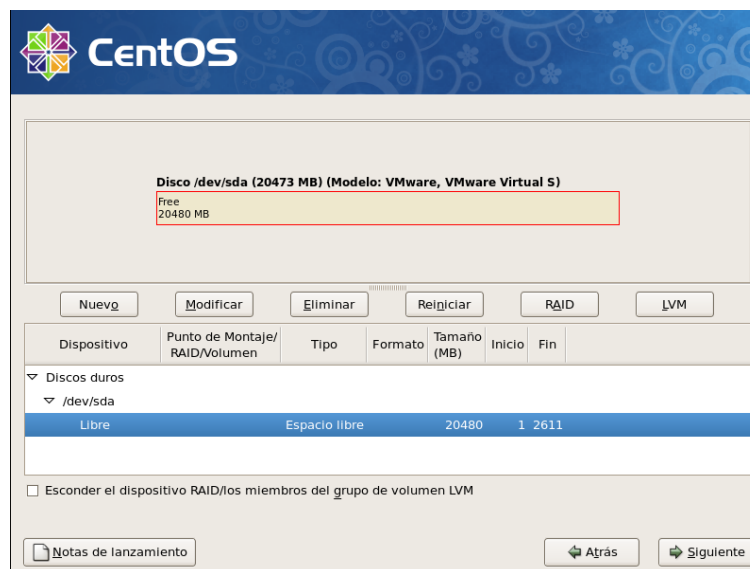 CentOS
Disco /dev/sda (20473 MB) (Modelo: VMware, VMware Virtual S)
Free
20480 MB
Nuevo Modificar Eliminar Reiniciar RAID LVM
Dispositivo Punto de Montaje/ RAID/Volumen Tipo Formato Tamaño (MB) Inicio Fin
Discos duros
/dev/sda
Libre Espacio libre 20480 1 2611
Esconder el dispositivo RAID/los miembros del grupo de volumen LVM
Notas de lanzamiento Atrás Siguiente